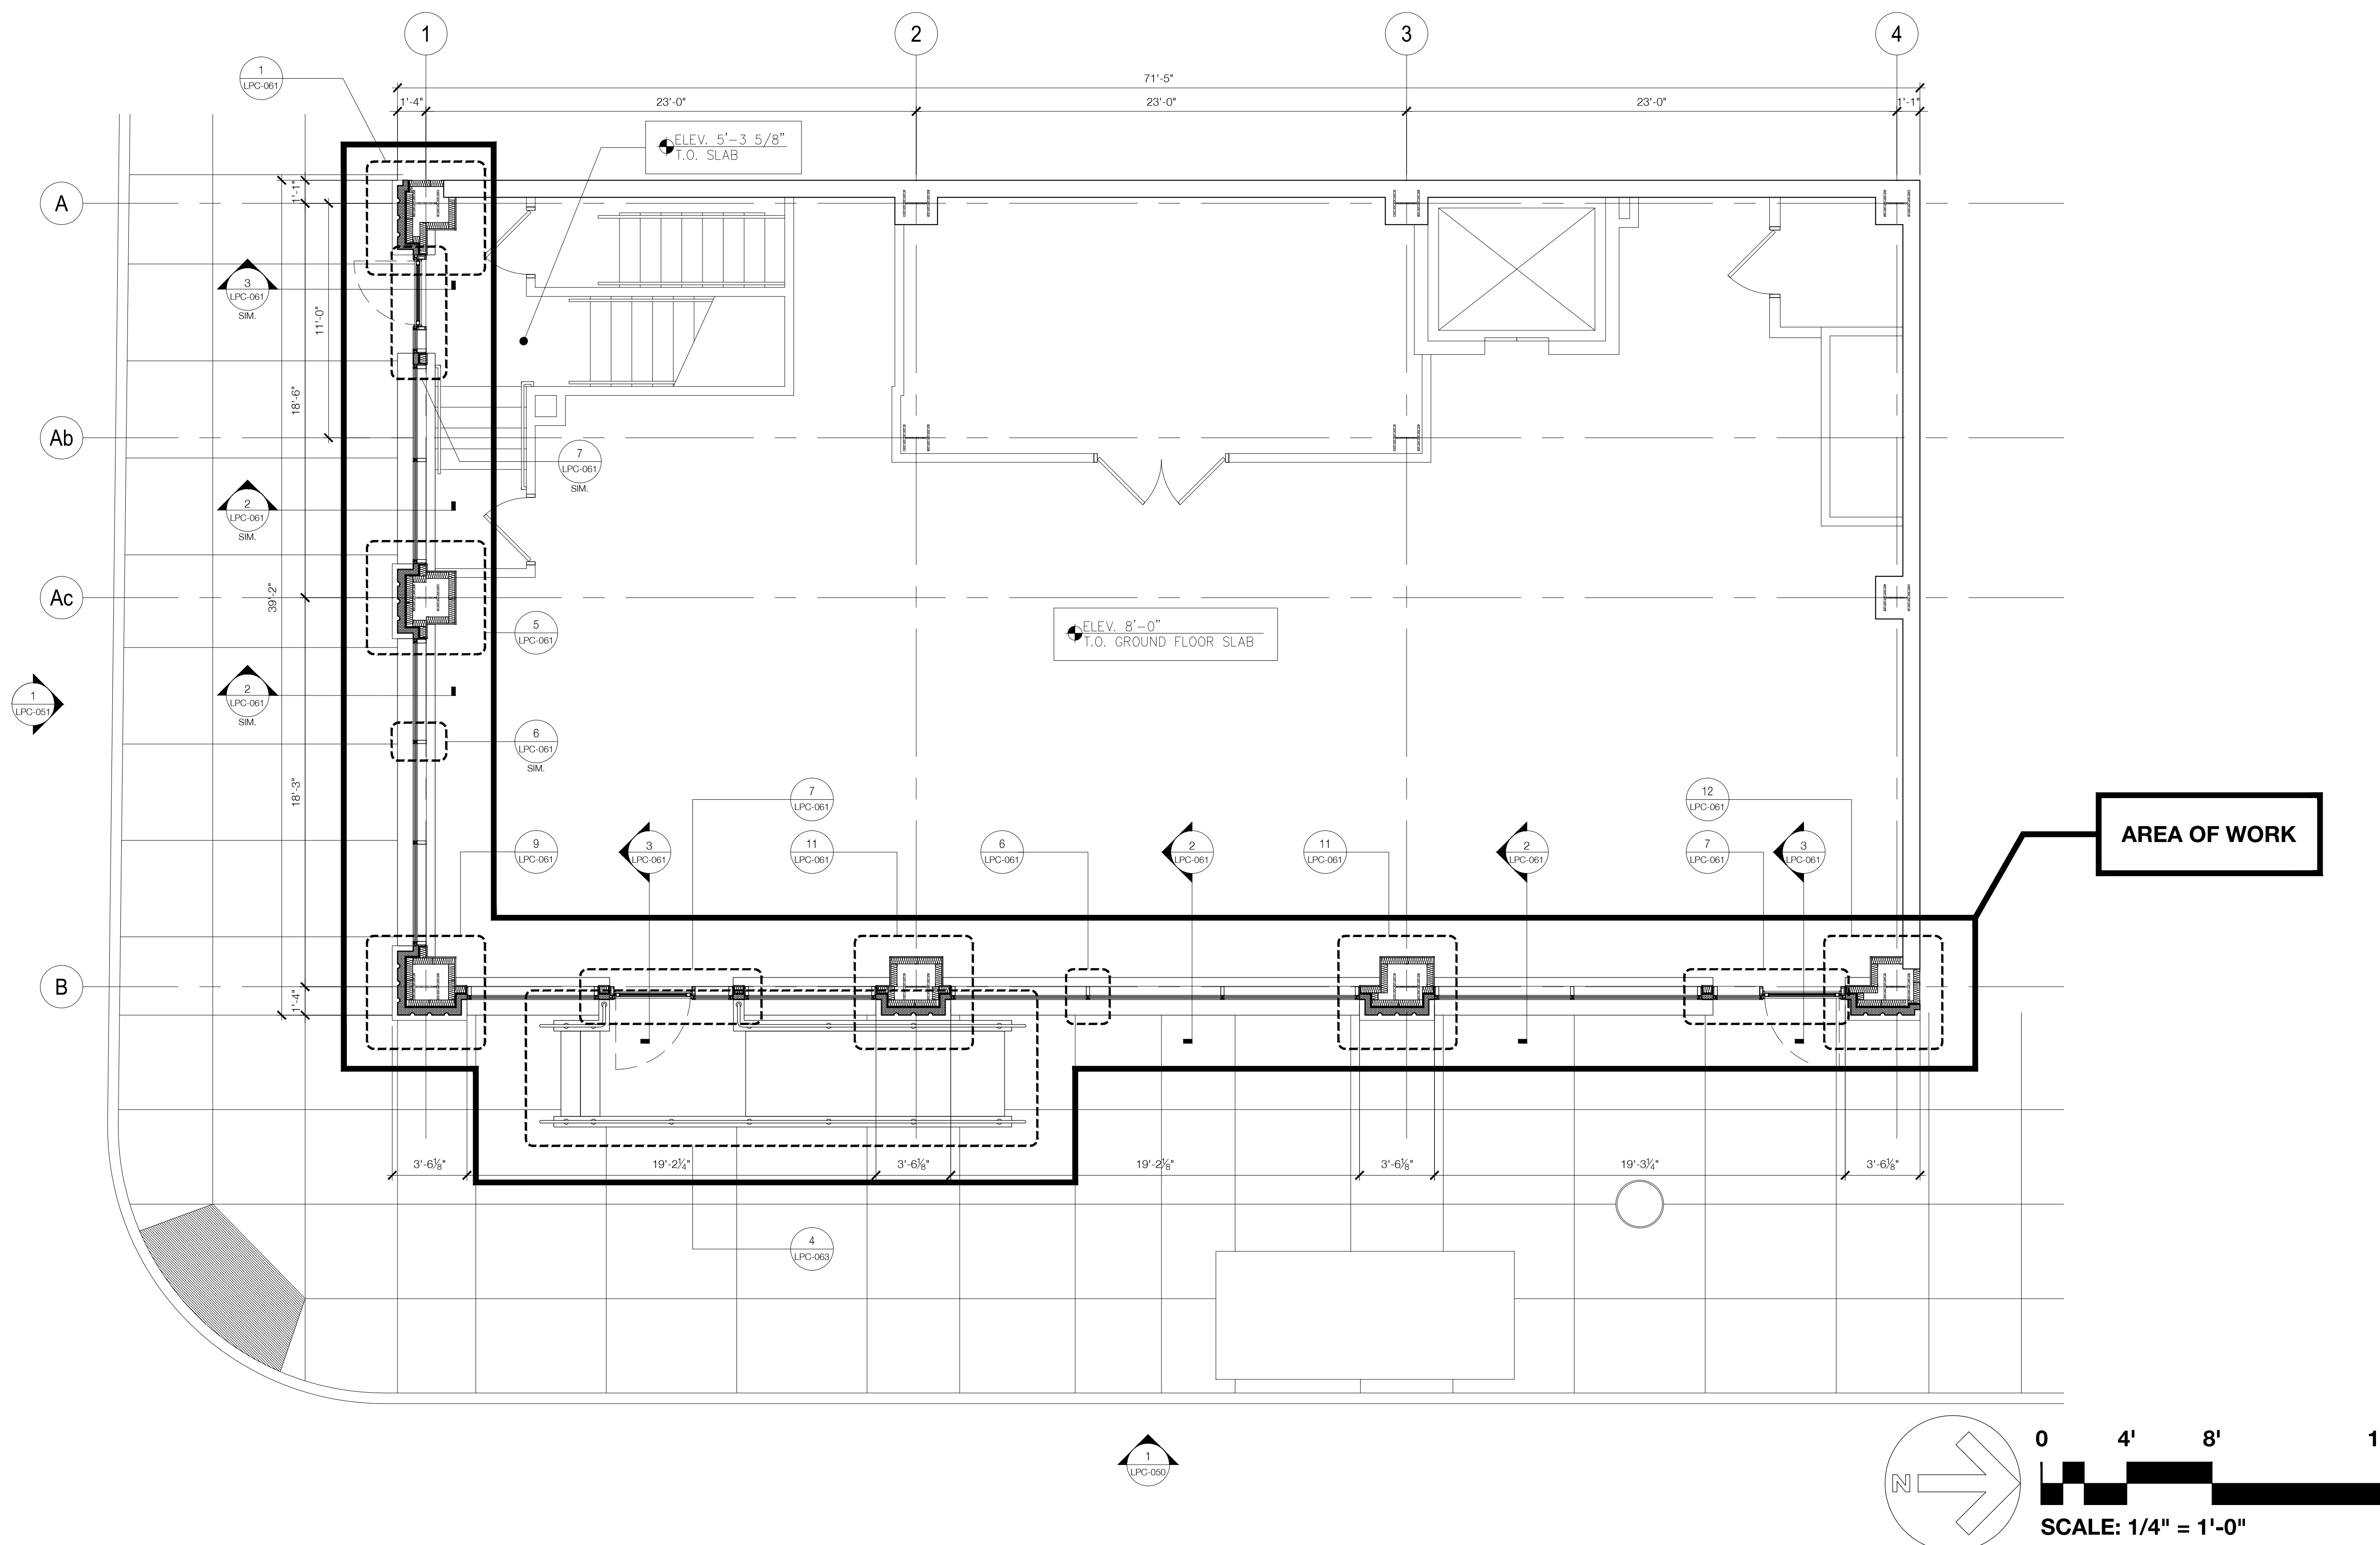 1
2
3
4
1
LPC-061
71'-5"
1'-4"
23'-0"
23'-0"
23'-0"
1'-1"
ELEV. 5'-3 5/8"
T.O. SLAB
A
1'-1"
3
LPC-061
SIM.
11'-0"
18'-6"
Ab
7
LPC-061
SIM.
2
LPC-061
SIM.
Ac
39'-2"
5
LPC-061
ELEV. 8'-0"
T.O. GROUND FLOOR SLAB
1
LPC-051
2
LPC-061
SIM.
6
LPC-061
SIM.
18'-3"
7
LPC-061
12
LPC-061
AREA OF WORK
9
LPC-061
3
LPC-061
11
LPC-061
6
LPC-061
2
LPC-061
11
LPC-061
2
LPC-061
7
LPC-061
3
LPC-061
B
1'-4"
3'-6⅛"
19'-2¼"
3'-6⅛"
19'-2⅛"
3'-6⅛"
19'-3¼"
3'-6⅛"
4
LPC-063
1
LPC-050
N
0 4' 8' 1
SCALE: 1/4" = 1'-0"